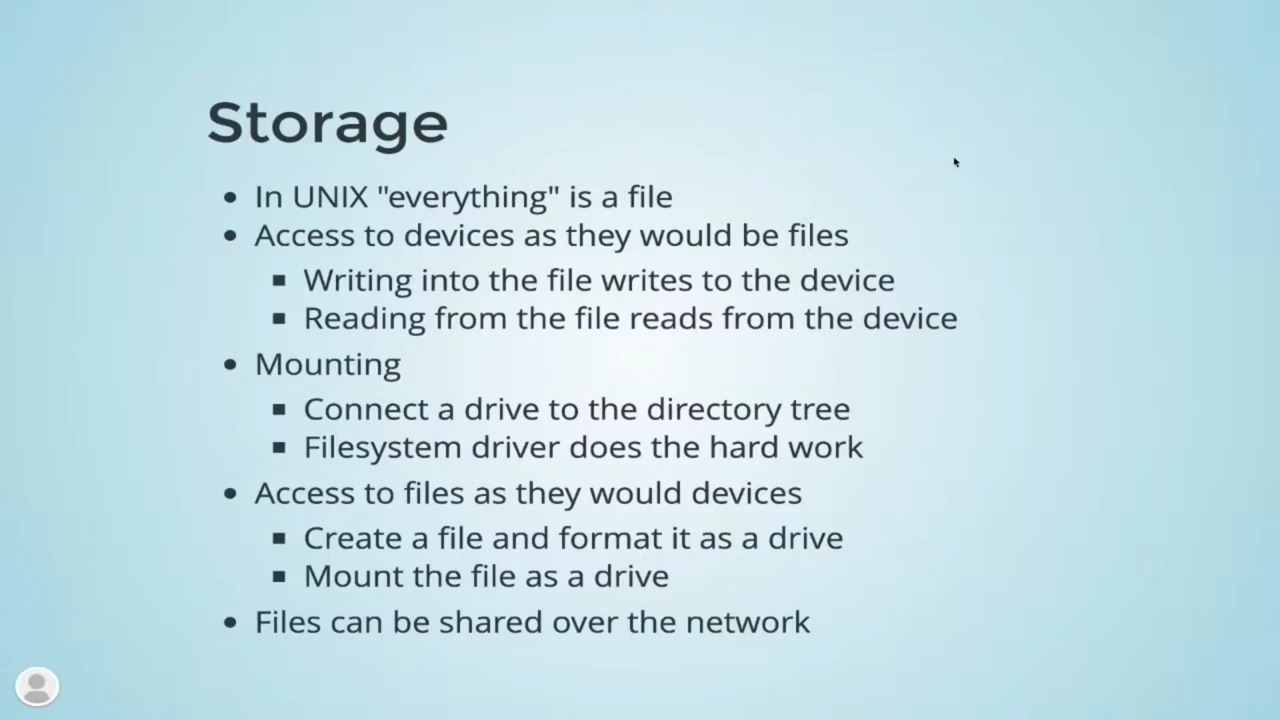 Storage
In UNIX "everything" is a file
Access to devices as they would be files
Writing into the file writes to the device
Reading from the file reads from the device
Mounting
Connect a drive to the directory tree
Filesystem driver does the hard work
Access to files as they would devices
Create a file and format it as a drive
Mount the file as a drive
Files can be shared over the network